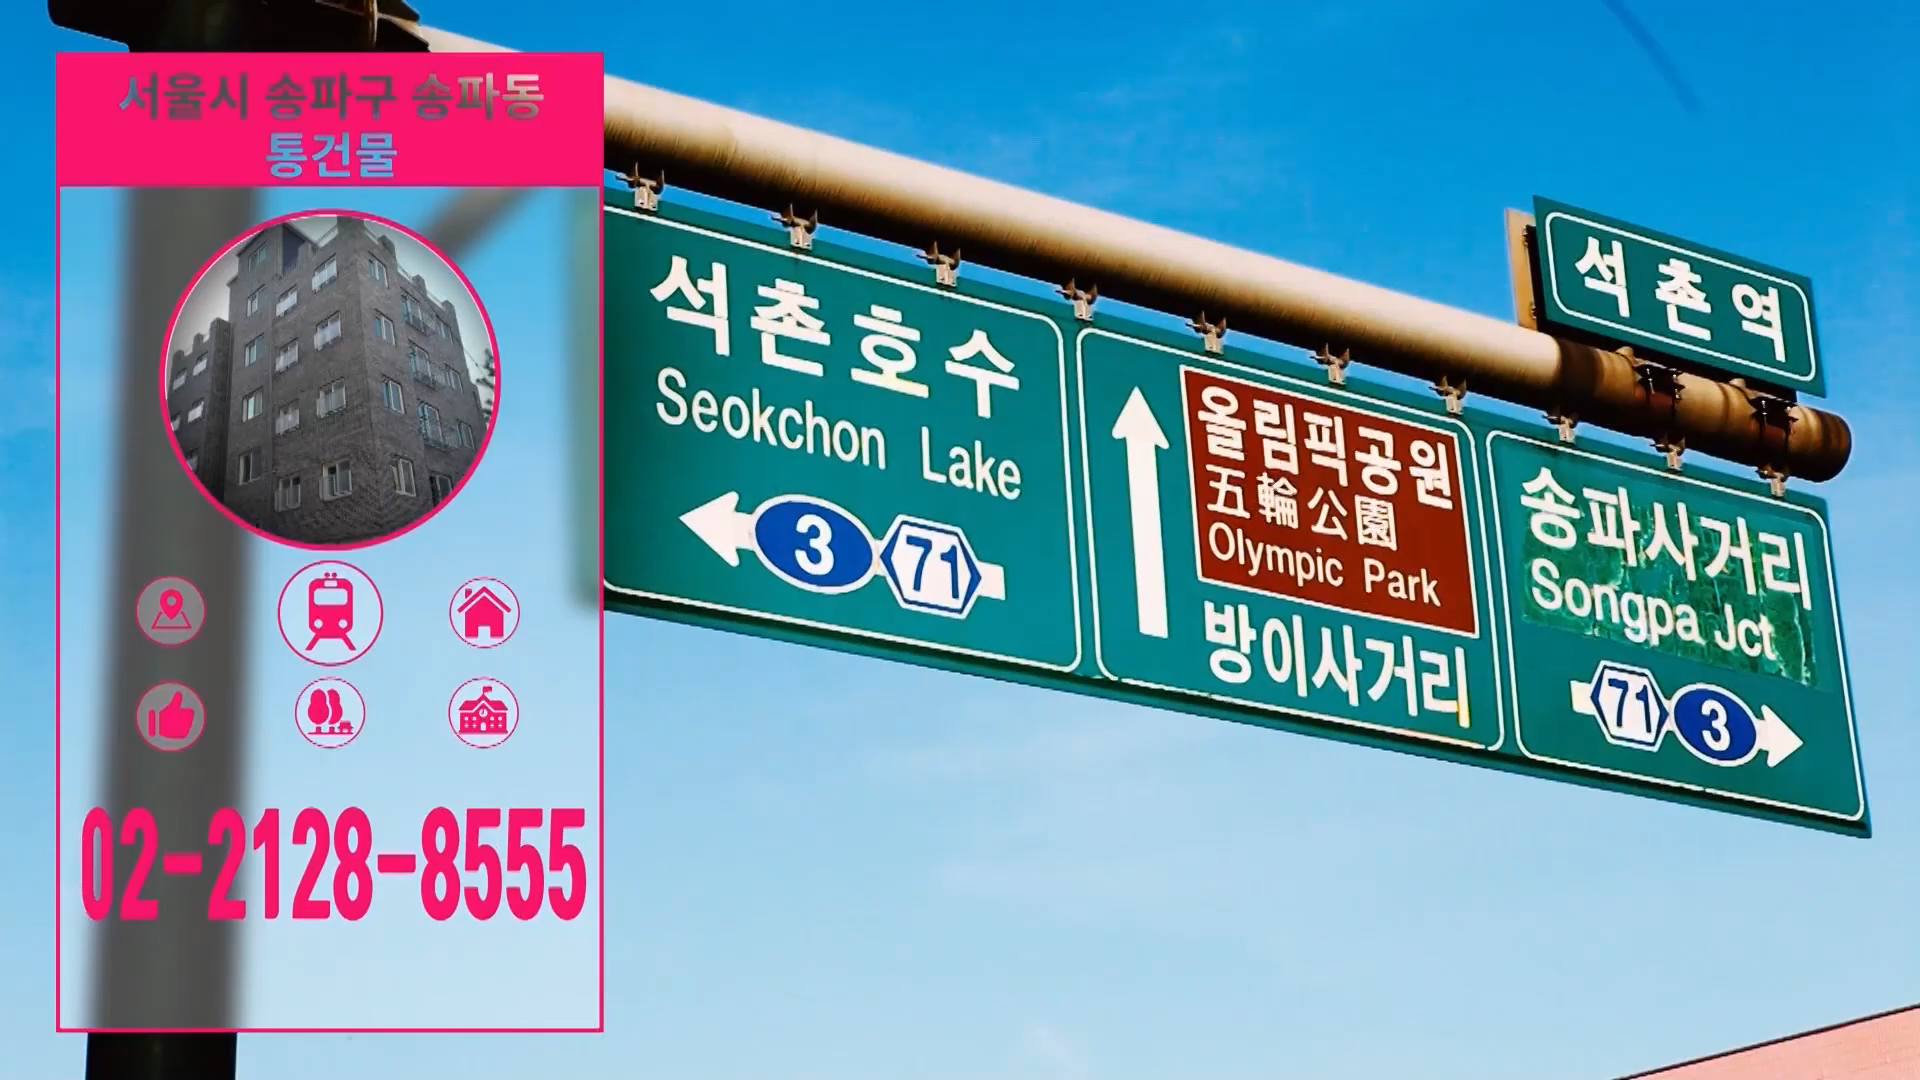 서울시 송파구 송파동
통건물
02-2128-8555
석촌호수
Seokchon Lake
3 71
올림픽공원
五輪公園
Olympic Park
방이사거리
송파사거리
Songpa Jct
71 3
석촌역